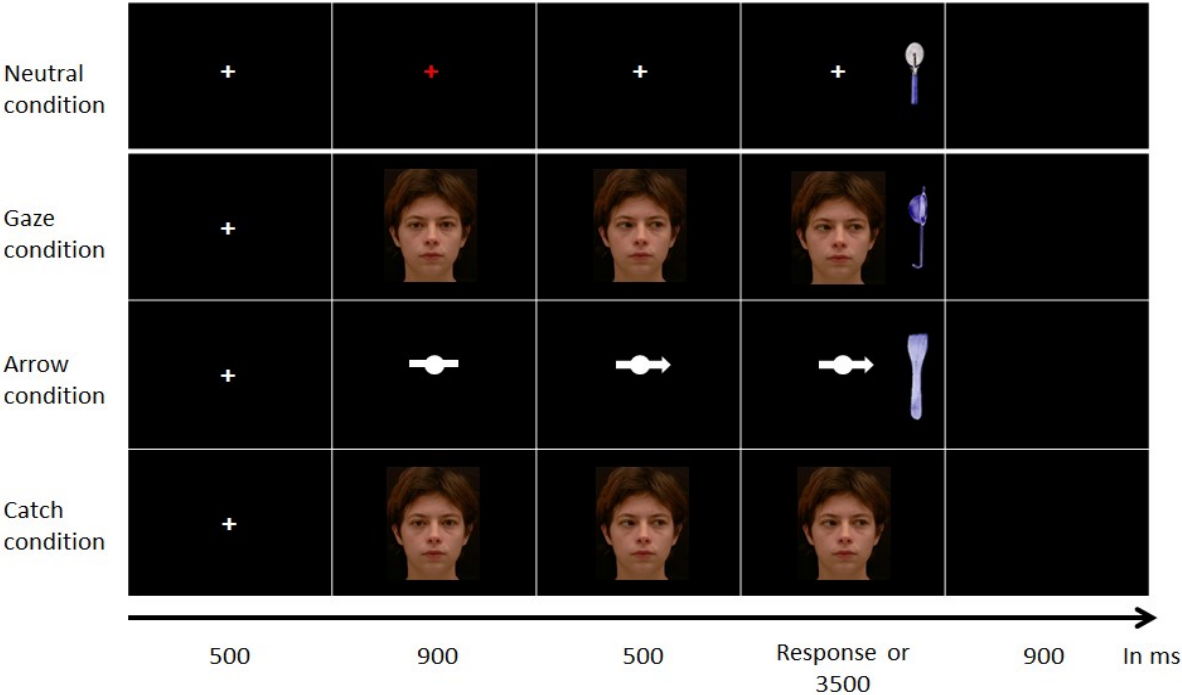 Neutral
condition
Gaze
condition
Arrow
condition
Catch
condition
500
900
500
Response or
3500
900
In ms